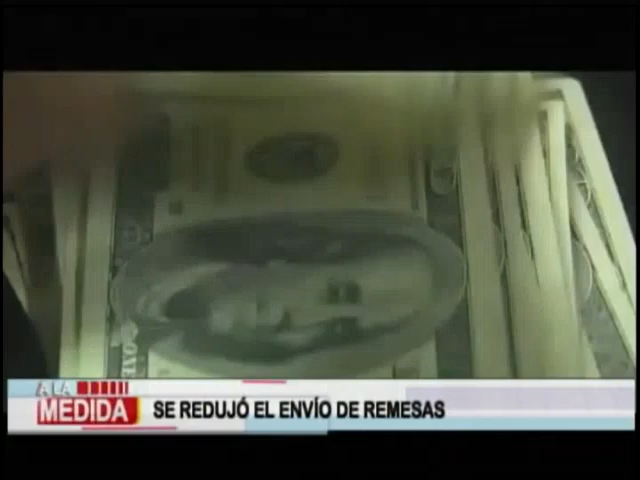 A LA
MEDIDA
SE REDUJÓ EL ENVÍO DE REMESAS